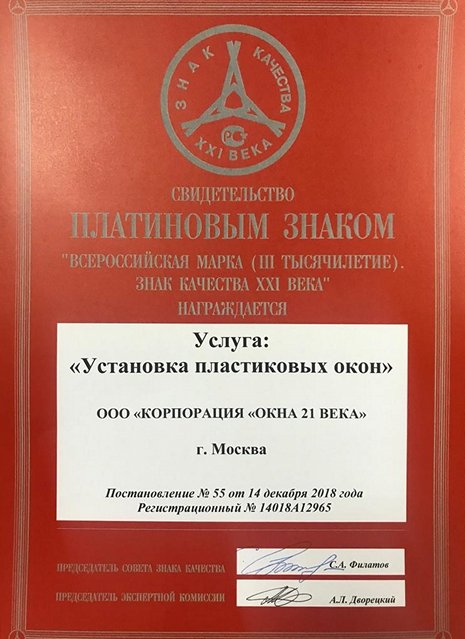 ЗНАК КАЧЕСТВА
XXI ВЕКА
СВИДЕТЕЛЬСТВО
ПЛАТИНОВЫМ ЗНАКОМ
"ВСЕРОССИЙСКАЯ МАРКА (III ТЫСЯЧИЛЕТИЕ).
ЗНАК КАЧЕСТВА XXI ВЕКА"
НАГРАЖДАЕТСЯ
Услуга:
«Установка пластиковых окон»
ООО «КОРПОРАЦИЯ «ОКНА 21 ВЕКА»
г. Москва
Постановление № 55 от 14 декабря 2018 года
Регистрационный № 14018А12965
ПРЕДСЕДАТЕЛЬ СОВЕТА ЗНАКА КАЧЕСТВА С.А. Филатов
ПРЕДСЕДАТЕЛЬ ЭКСПЕРТНОЙ КОМИССИИ А.Л. Дворецкий